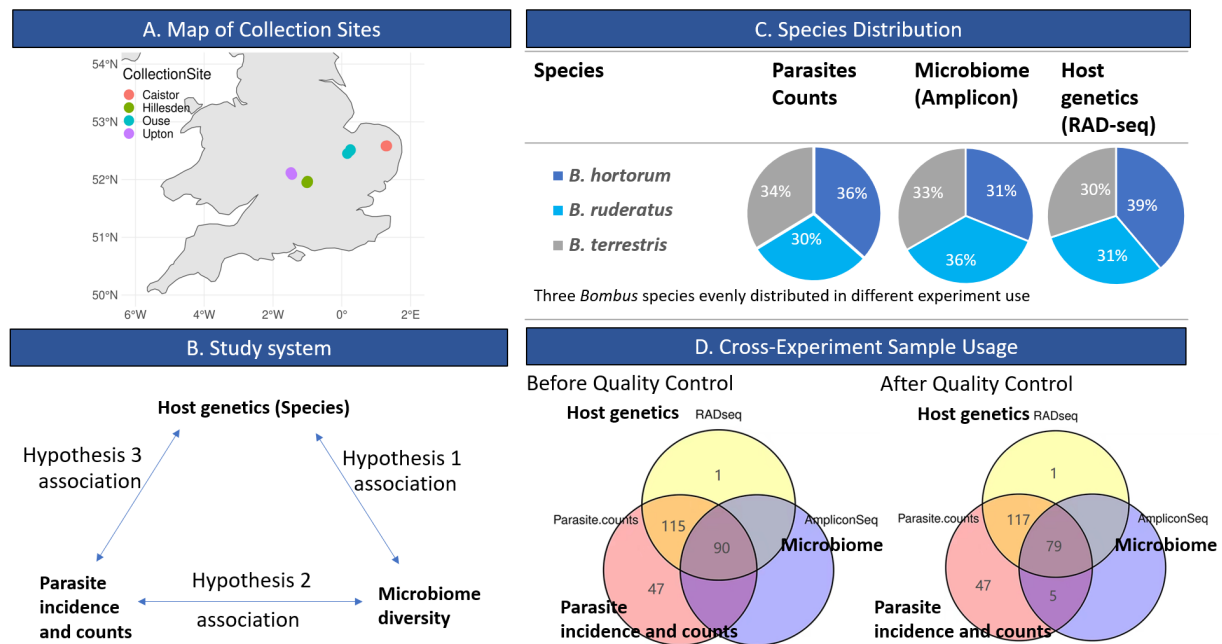 A. Map of Collection Sites
54°N
53°N
52°N
51°N
50°N
CollectionSite
Caistor
Hillesden
Ouse
Upton
6°W 4°W 2°W 0° 2°E
B. Study system
Host genetics (Species)
Hypothesis 3
association
Hypothesis 1
association
Parasite
incidence
and counts
Hypothesis 2
association
Microbiome
diversity
C. Species Distribution
Species
Parasites
Counts
Microbiome
(Amplicon)
Host
genetics
(RAD-seq)
B. hortorum
B. ruderatus
B. terrestris
34% 36%
30%
33% 31%
36%
30% 39%
31%
Three Bombus species evenly distributed in different experiment use
D. Cross-Experiment Sample Usage
Before Quality Control
Host genetics RADseq
1
Parasite.counts 115 AmpliconSeq
90 Microbiome
47
Parasite
incidence and counts
After Quality Control
Host genetics RADseq
1
Parasite.counts 117 AmpliconSeq
79 Microbiome
47 5
Parasite
incidence and counts